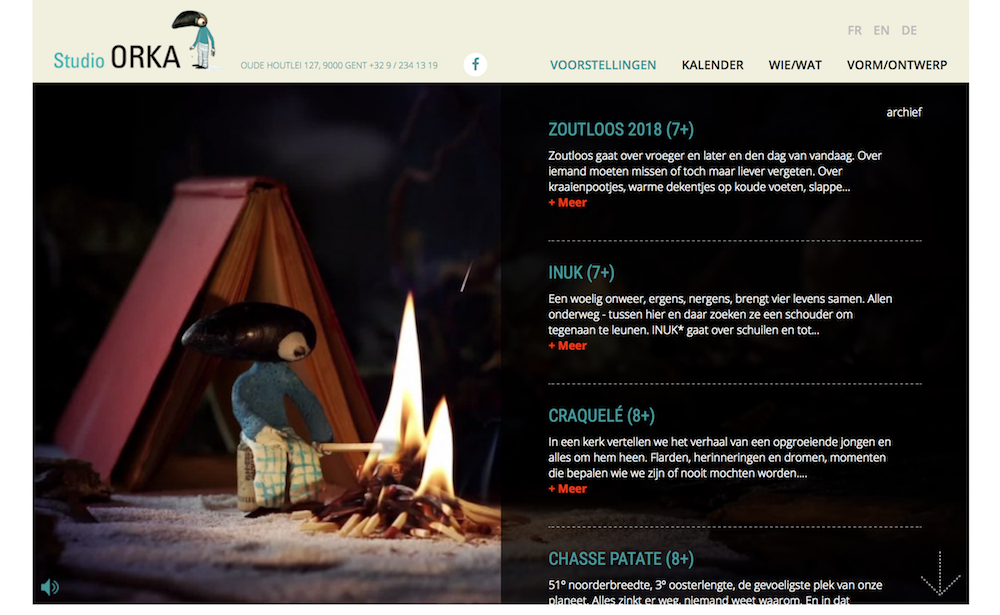 Studio ORKA
OUDE HOUTLEI 127, 9000 GENT +32 9 / 234 13 19
f
FR EN DE
VOORSTELLINGEN KALENDER WIE/WAT VORM/ONTWERP
archief
ZOUTLOOS 2018 (7+)
Zoutloos gaat over vroeger en later en den dag van vandaag. Over
iemand moeten missen of toch maar liever vergeten. Over
kraaienpootjes, warme dekentjes op koude voeten, slappe...
+ Meer
INUK (7+)
Een woelig onweer, ergens, nergens, brengt vier levens samen. Allen
onderweg - tussen hier en daar zoeken ze een schouder om
tegenaan te leunen. INUK* gaat over schuilen en tot...
+ Meer
CRAQUELÉ (8+)
In een kerk vertellen we het verhaal van een opgroeiende jongen en
alles om hem heen. Flarden, herinneringen en dromen, momenten
die bepalen wie we zijn of nooit mochten worden....
+ Meer
CHASSE PATATE (8+)
51° noorderbreedte, 3° oosterlengte, de gevoeligste plek van onze
planeet. Alles zinkt er weg, niemand weet waarom. En in dat